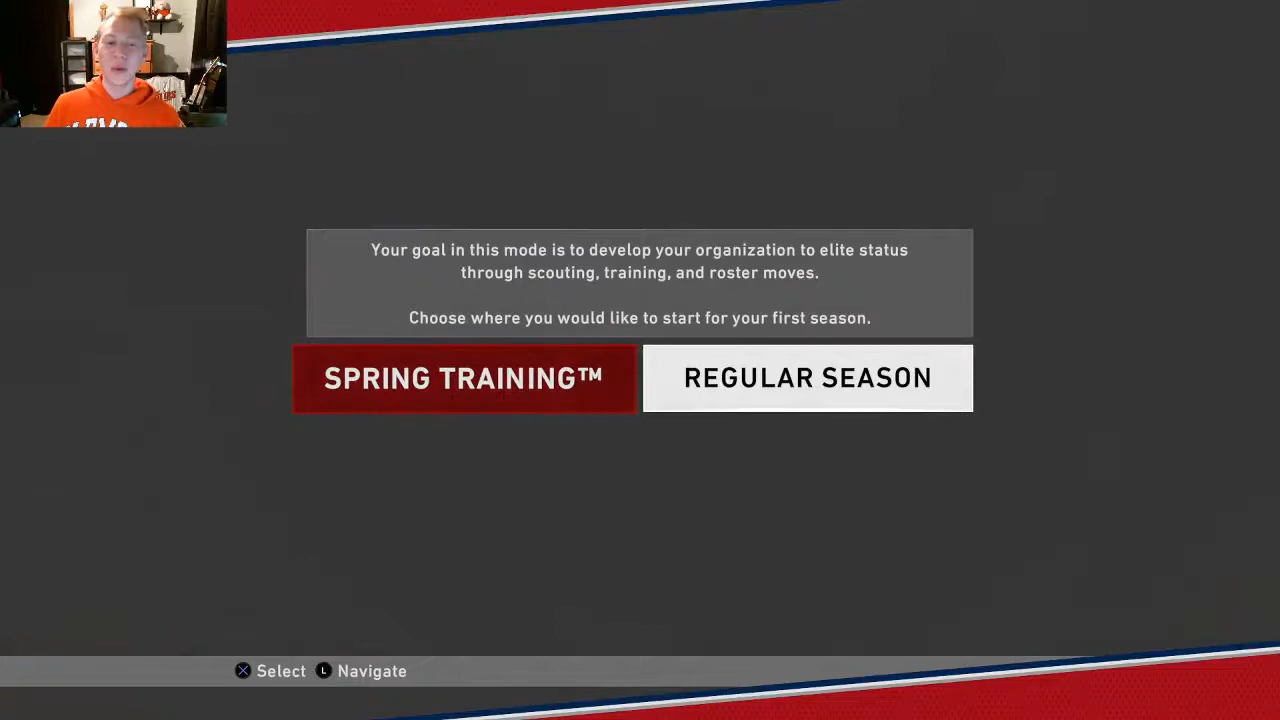 Your goal in this mode is to develop your organization to elite status
through scouting, training, and roster moves.
Choose where you would like to start for your first season.
SPRING TRAINING™
REGULAR SEASON
L
Select
Navigate